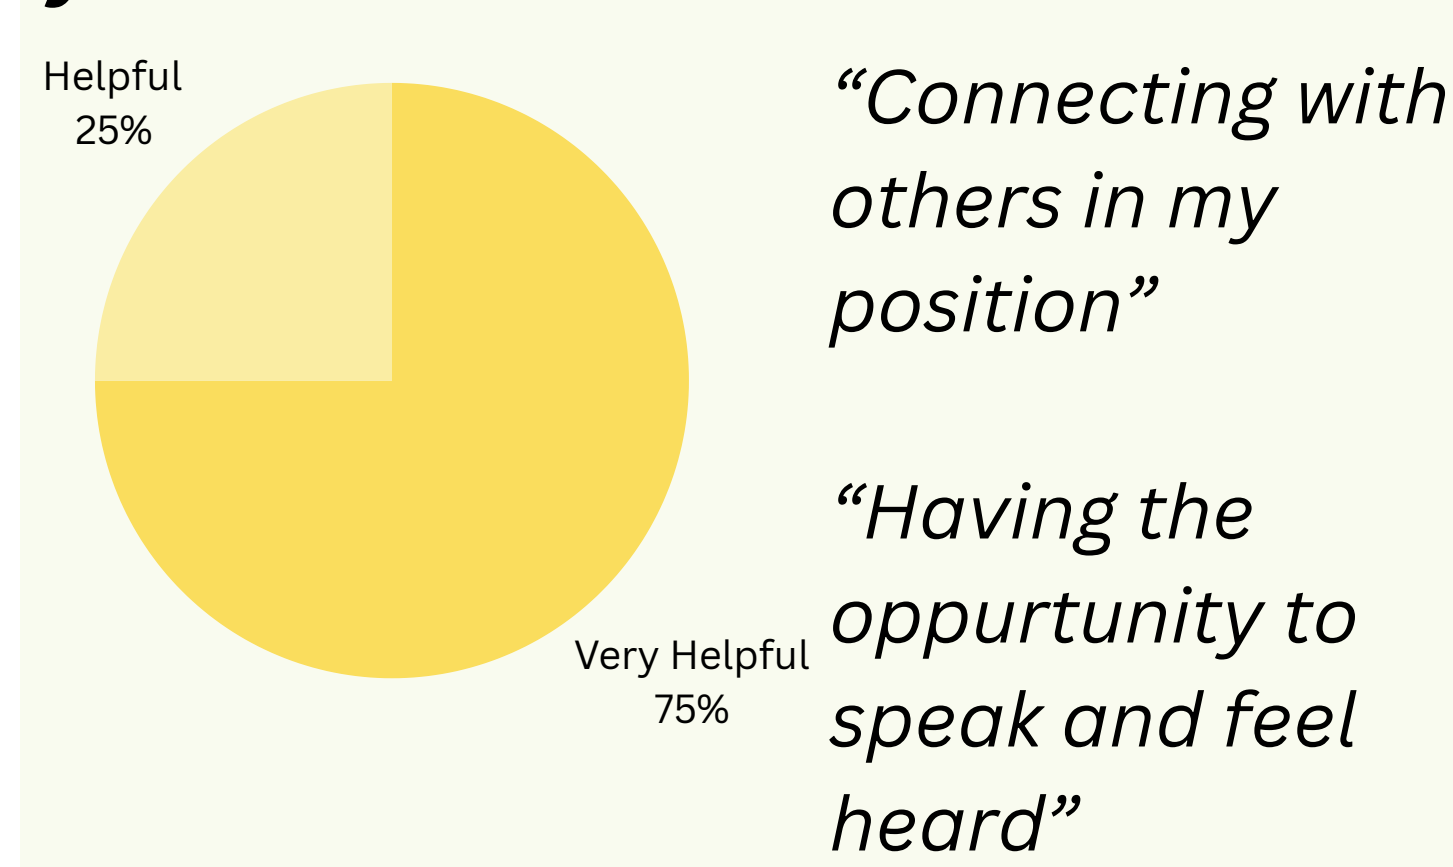 Helpful
25%
Very Helpful
75%
“Connecting with
others in my
position”
“Having the
oppurtunity to
speak and feel
heard”